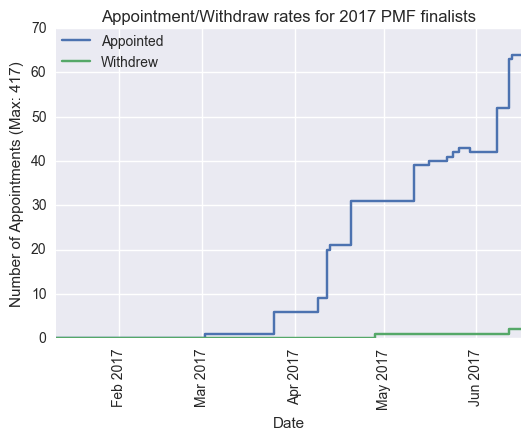 Appointment/Withdraw rates for 2017 PMF finalists
70
60
50
40
30
20
10
0
Number of Appointments (Max: 417)
Appointed
Withdrew
Feb 2017
Mar 2017
Apr 2017
May 2017
Jun 2017
Date